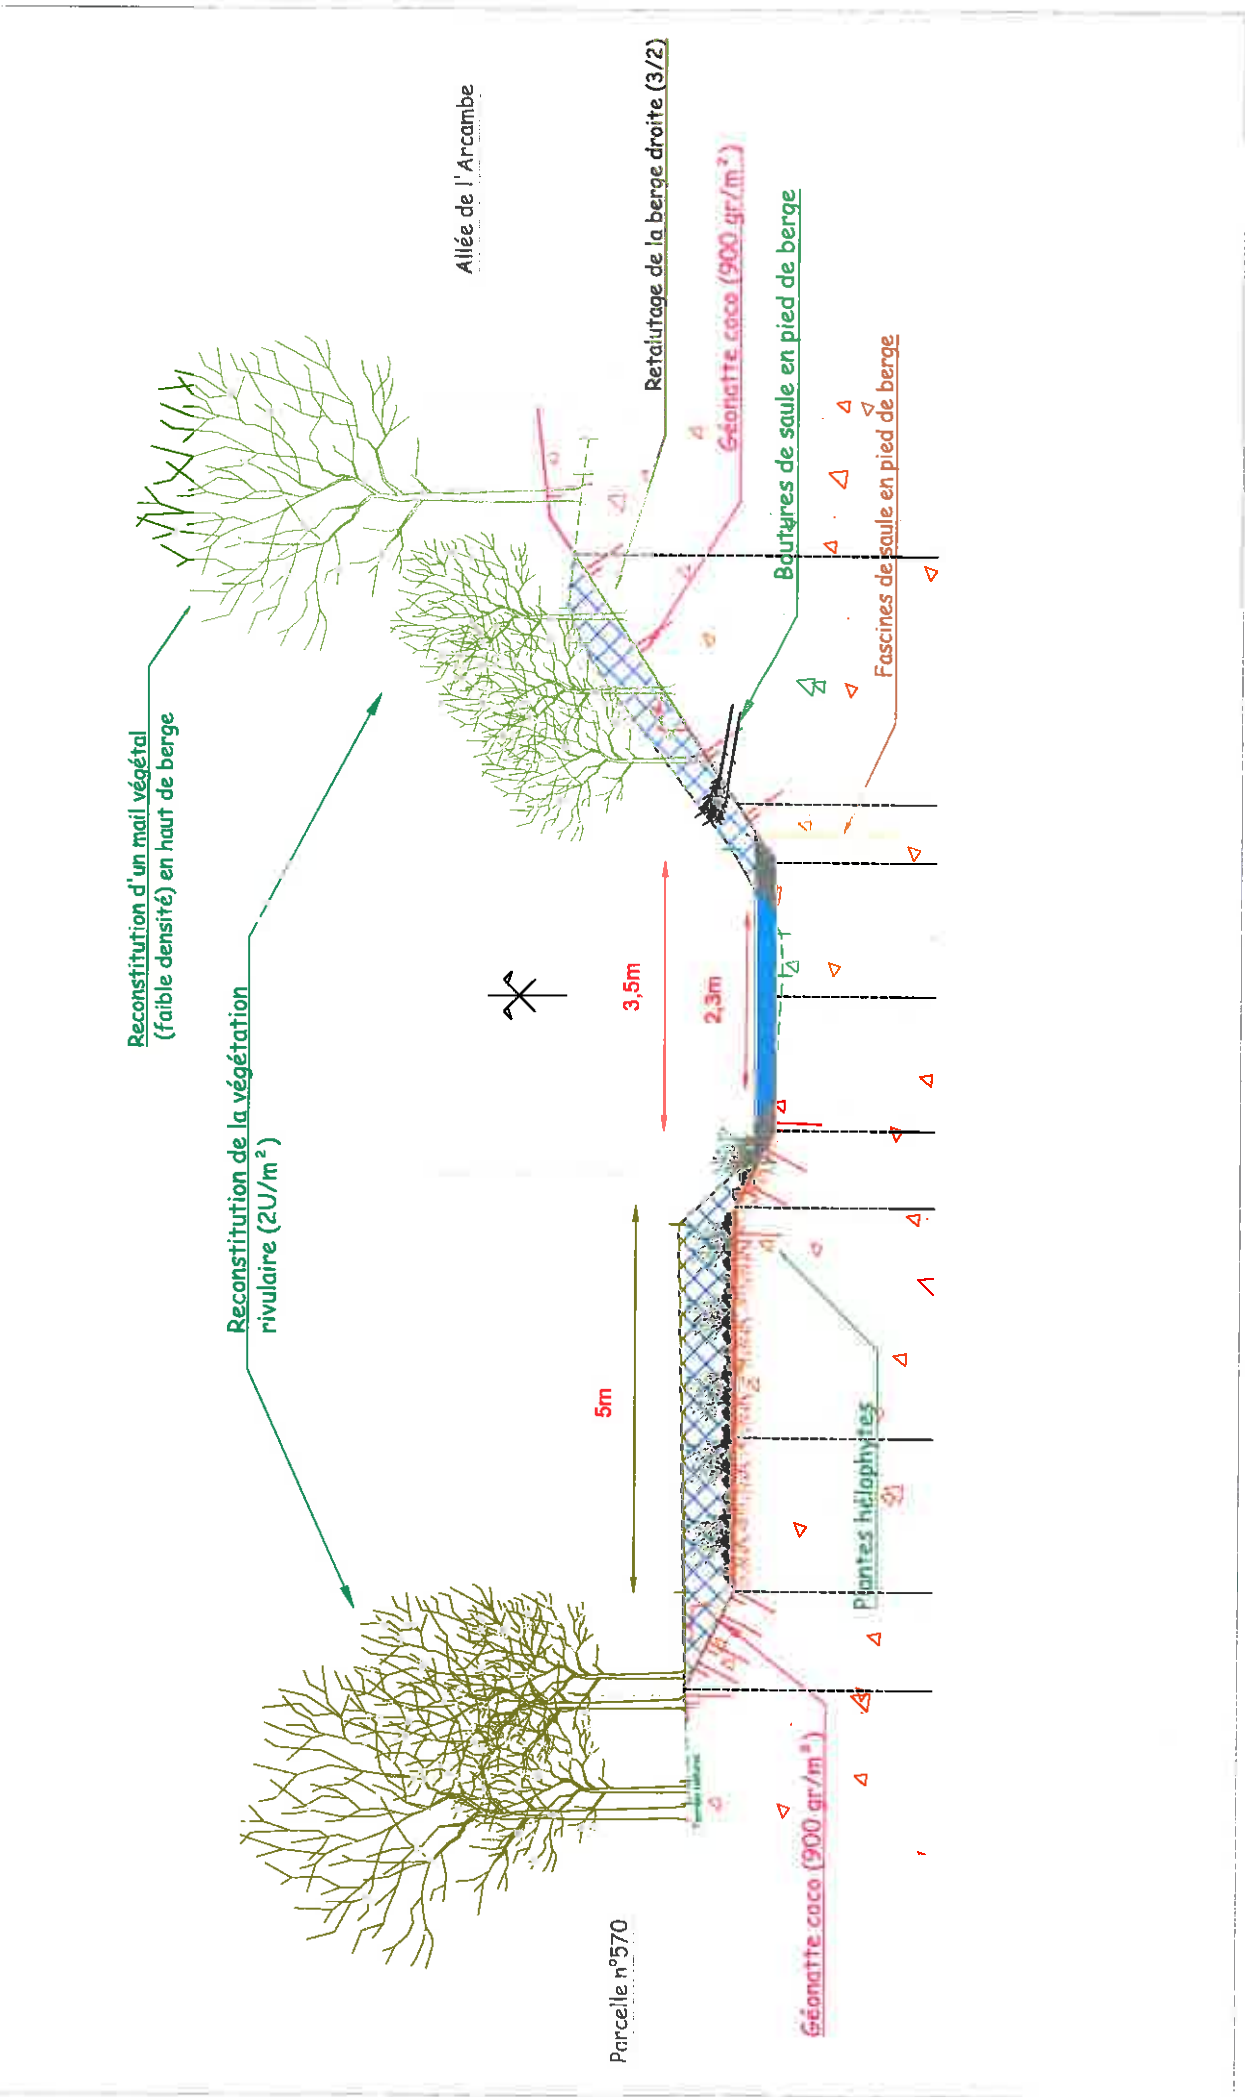 Reconstitution d'un mail végétal
(faible densité) en haut de berge
Reconstitution de la végétation
rivulaire (2U/m²)
Allée de l'Arcambe
Retalutage de la berge droite (3/2)
Géonatte coco (900 gr/m²)
Boutures de saule en pied de berge
Fascines de saule en pied de berge
3,5m
2,3m
5m
Plantes hélophytes
Parcelle n°570
Géonatte coco (900 gr/m²)